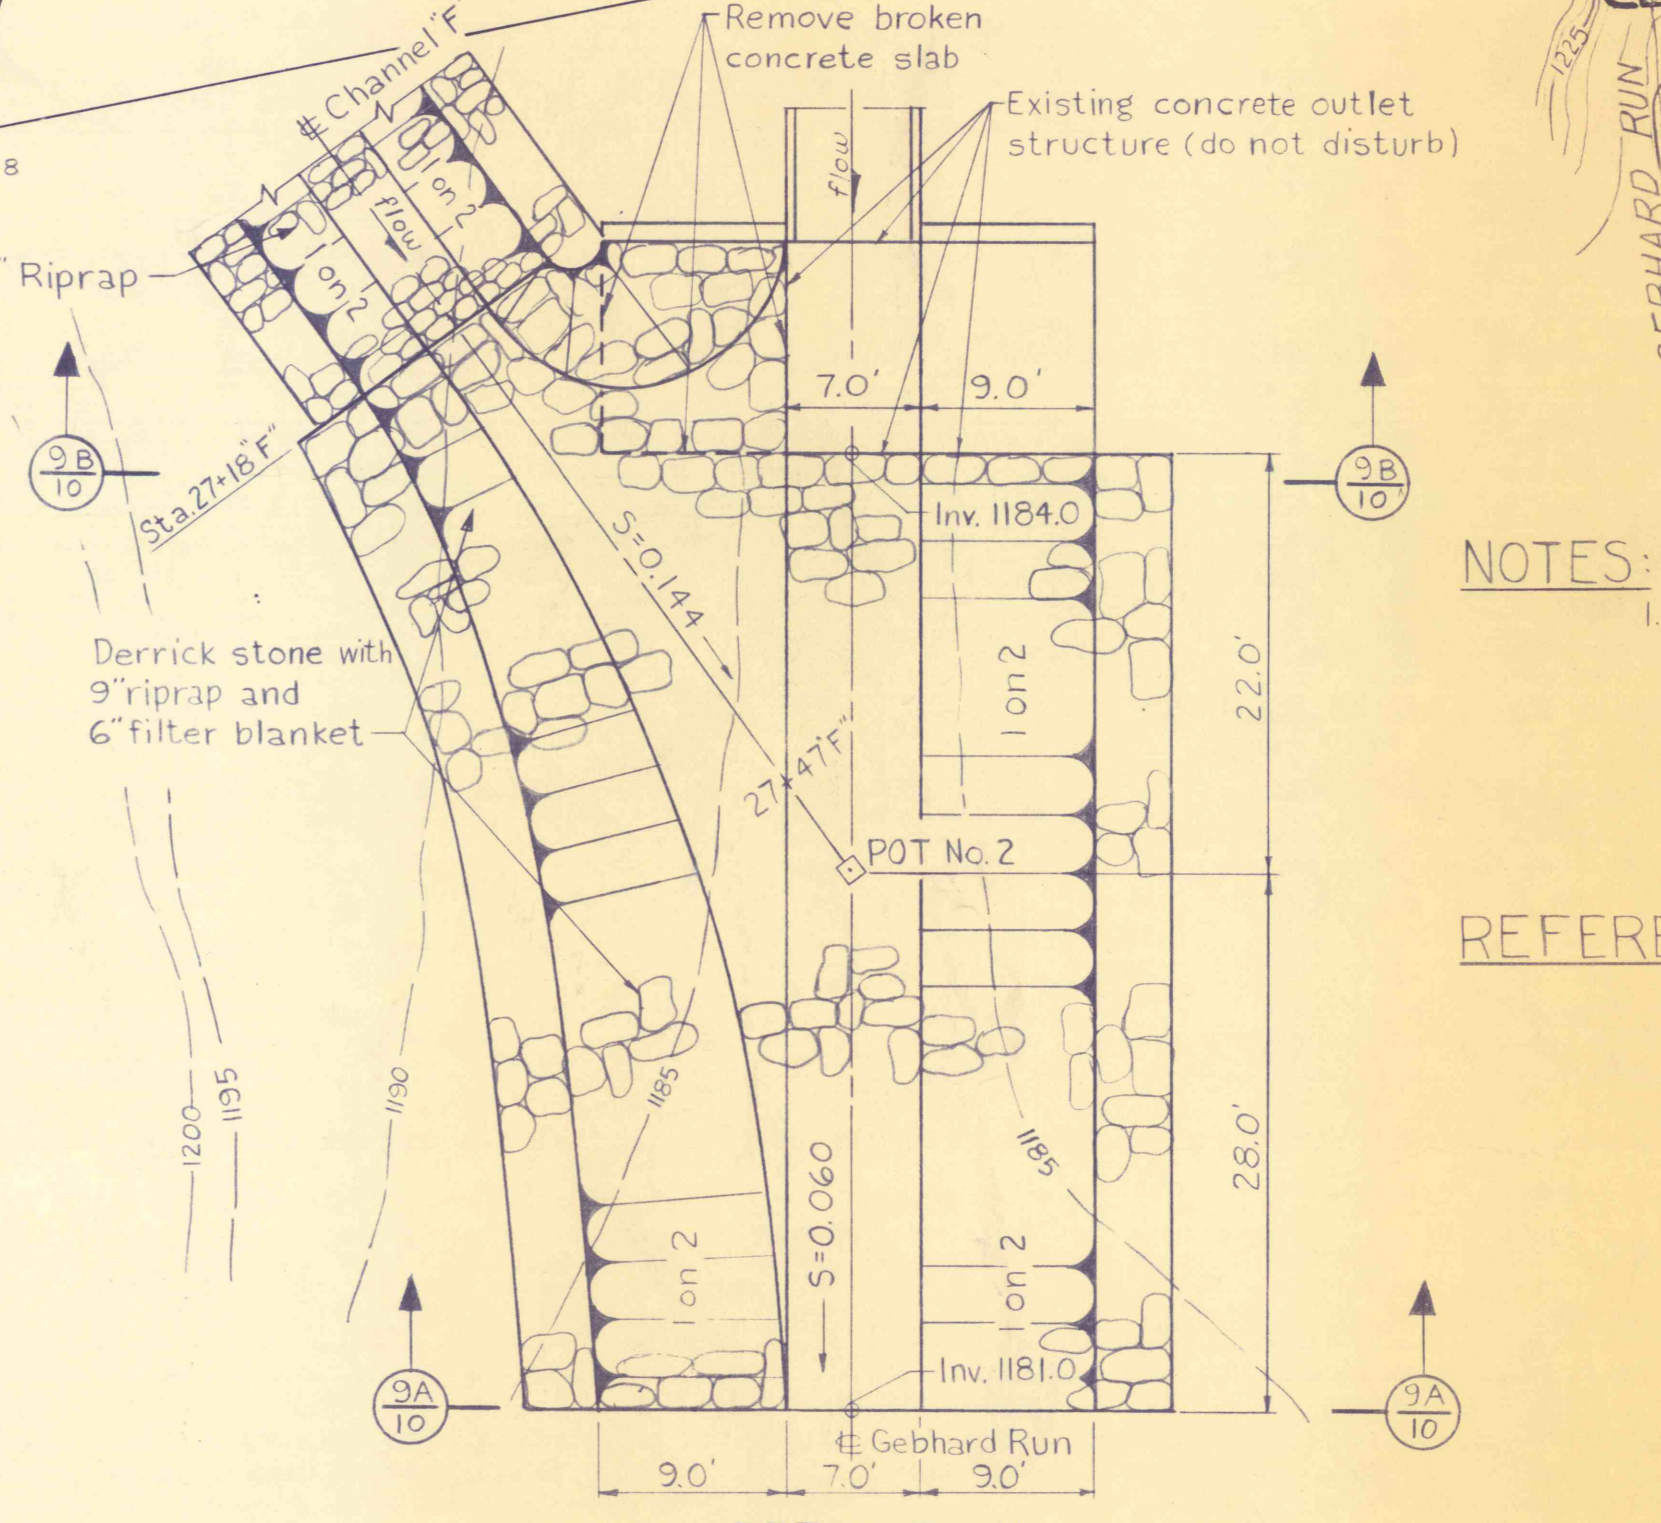 Remove broken
concrete slab
℄ Channel "F"
Existing concrete outlet
structure (do not disturb)
flow
flow
1225
RUN
8
1 on 2
1 on 2
" Riprap
7.0'
9.0'
9B
10
9B
10
Sta. 27+18 "F"
Inv. 1184.0
S=0.144
NOTES:
1.
Derrick stone with
9" riprap and
6" filter blanket
1 on 2
22.0'
27+47 "F"
POT No. 2
1200
1195
1190
1185
1185
28.0'
S=0.060
1 on 2
1 on 2
Inv. 1181.0
9A
10
9A
10
℄ Gebhard Run
9.0'
7.0'
9.0'